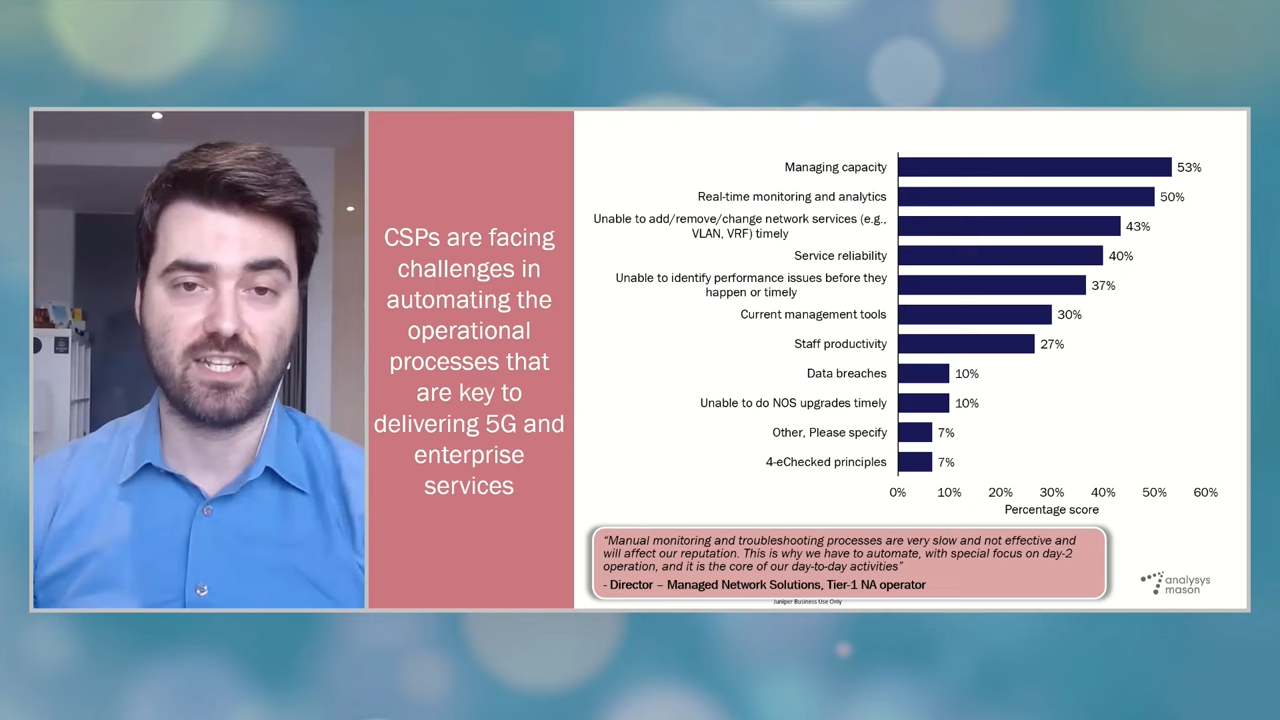 CSPs are facing
challenges in
automating the
operational
processes that
are key to
delivering 5G and
enterprise
services
Managing capacity
53%
Real-time monitoring and analytics
50%
Unable to add/remove/change network services (e.g.,
VLAN, VRF) timely
43%
Service reliability
40%
Unable to identify performance issues before they
happen or timely
37%
Current management tools
30%
Staff productivity
27%
Data breaches
10%
Unable to do NOS upgrades timely
10%
Other, Please specify
7%
4-eChecked principles
7%
0% 10% 20% 30% 40% 50% 60%
Percentage score
“Manual monitoring and troubleshooting processes are very slow and not effective and
will affect our reputation. This is why we have to automate, with special focus on day-2
operation, and it is the core of our day-to-day activities”
- Director – Managed Network Solutions, Tier-1 NA operator
Juniper Business Use Only
analysys
mason